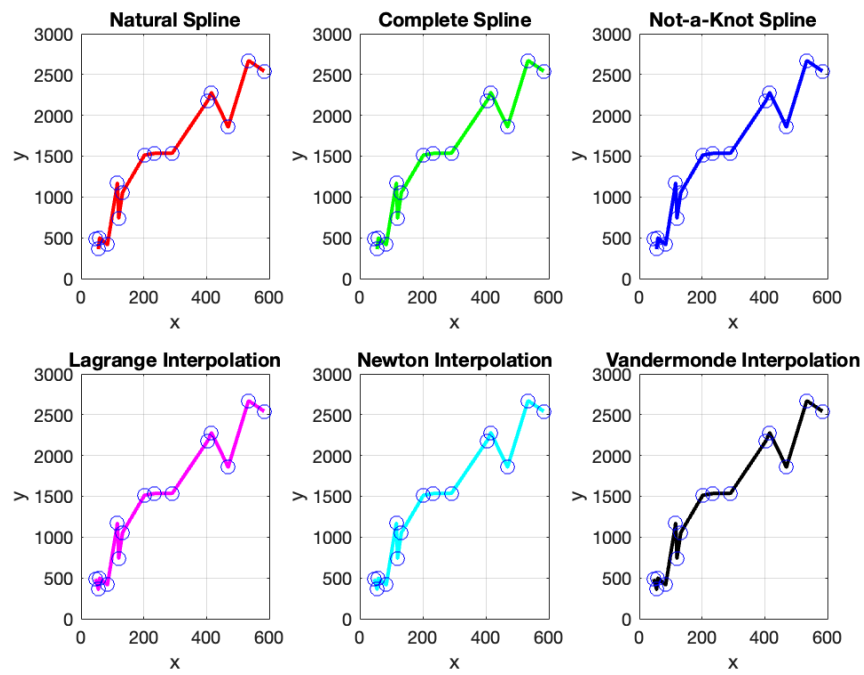 Natural Spline
3000
2500
2000
1500
1000
500
0
y
0 200 400 600
x
Complete Spline
3000
2500
2000
1500
1000
500
0
y
0 200 400 600
x
Not-a-Knot Spline
3000
2500
2000
1500
1000
500
0
y
0 200 400 600
x
Lagrange Interpolation
3000
2500
2000
1500
1000
500
0
y
0 200 400 600
x
Newton Interpolation
3000
2500
2000
1500
1000
500
0
y
0 200 400 600
x
Vandermonde Interpolation
3000
2500
2000
1500
1000
500
0
y
0 200 400 600
x